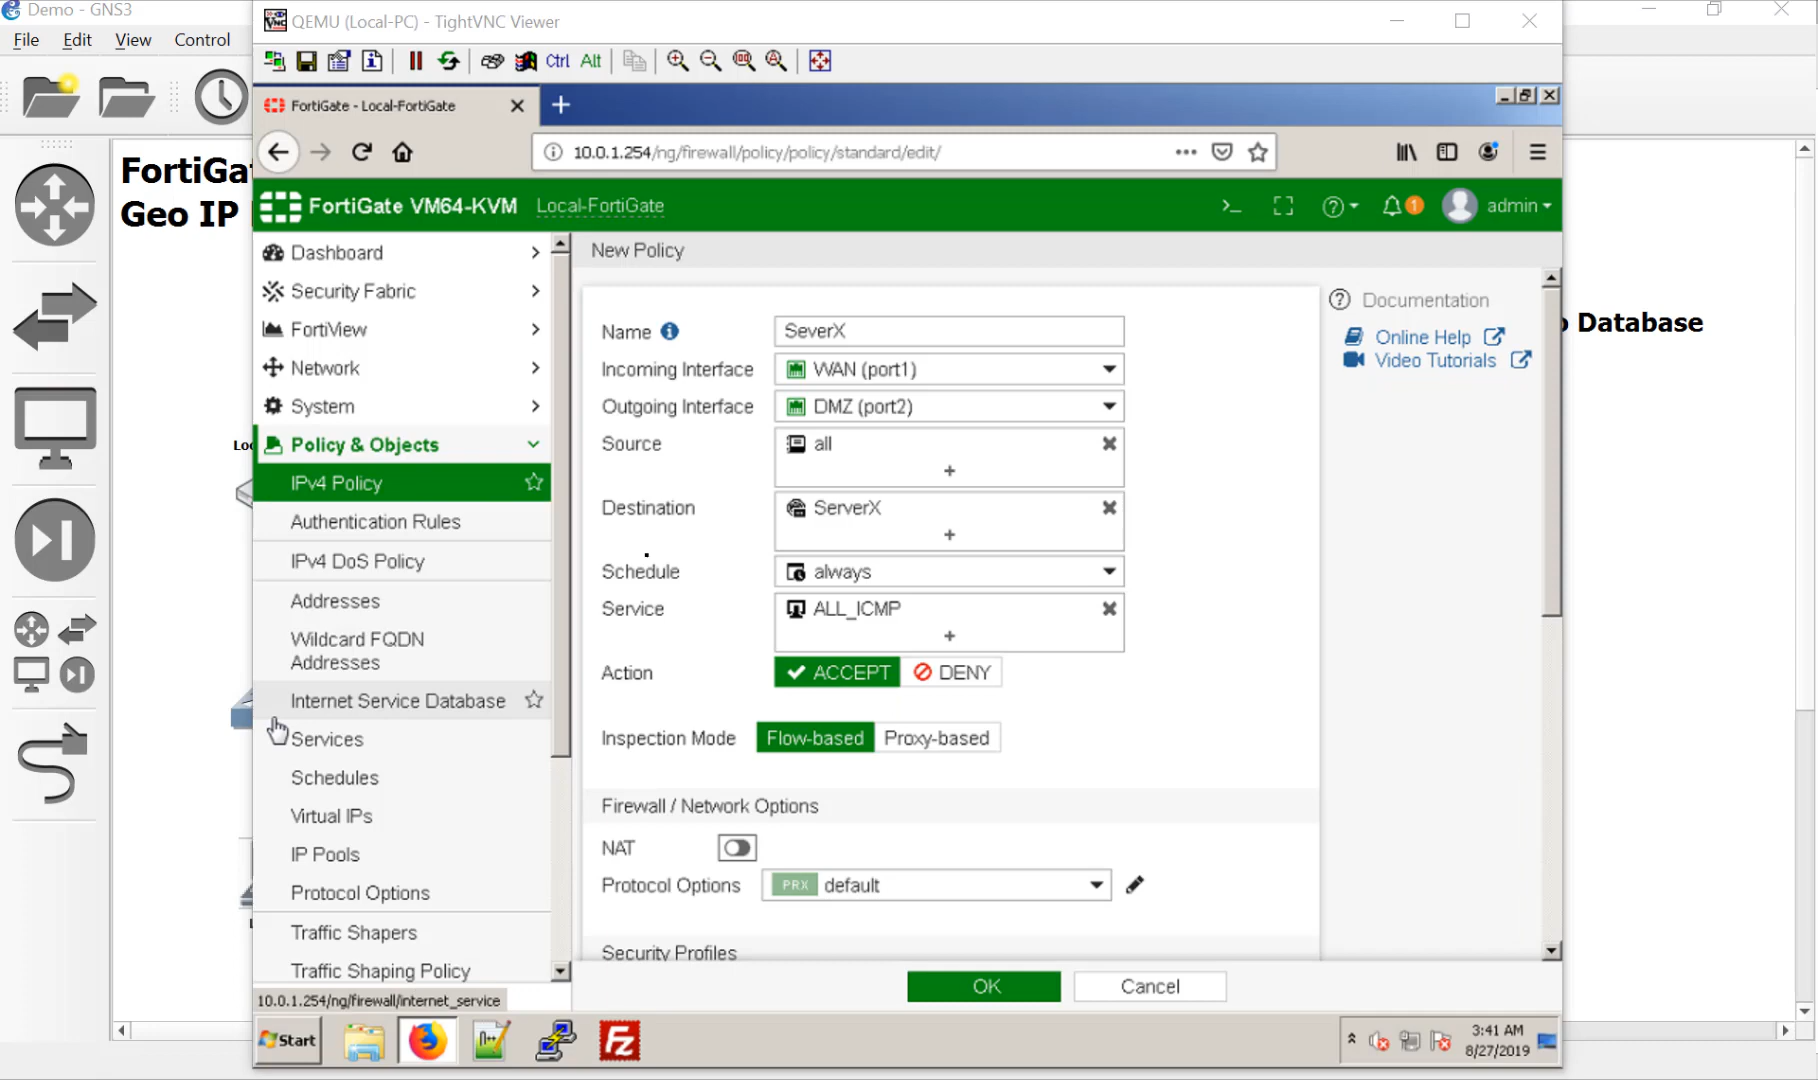 Demo - GNS3
File Edit View Control
QEMU (Local-PC) - TightVNC Viewer
Ctrl Alt
FortiGate - Local-FortiGate
10.0.1.254/ng/firewall/policy/policy/standard/edit/
FortiGate VM64-KVM Local-FortiGate
1 admin
FortiGa
Geo IP
Database
Dashboard
Security Fabric
FortiView
Network
System
Policy & Objects
IPv4 Policy
Authentication Rules
IPv4 DoS Policy
Addresses
Wildcard FQDN
Addresses
Internet Service Database
Services
Schedules
Virtual IPs
IP Pools
Protocol Options
Traffic Shapers
Traffic Shaping Policy
10.0.1.254/ng/firewall/internet_service
New Policy
Name SeverX
Incoming Interface WAN (port1)
Outgoing Interface DMZ (port2)
Source all
Destination ServerX
Schedule always
Service ALL_ICMP
Action ACCEPT DENY
Inspection Mode Flow-based Proxy-based
Firewall / Network Options
NAT
Protocol Options PRX default
Security Profiles
OK Cancel
Documentation
Online Help
Video Tutorials
Start
3:41 AM
8/27/2019